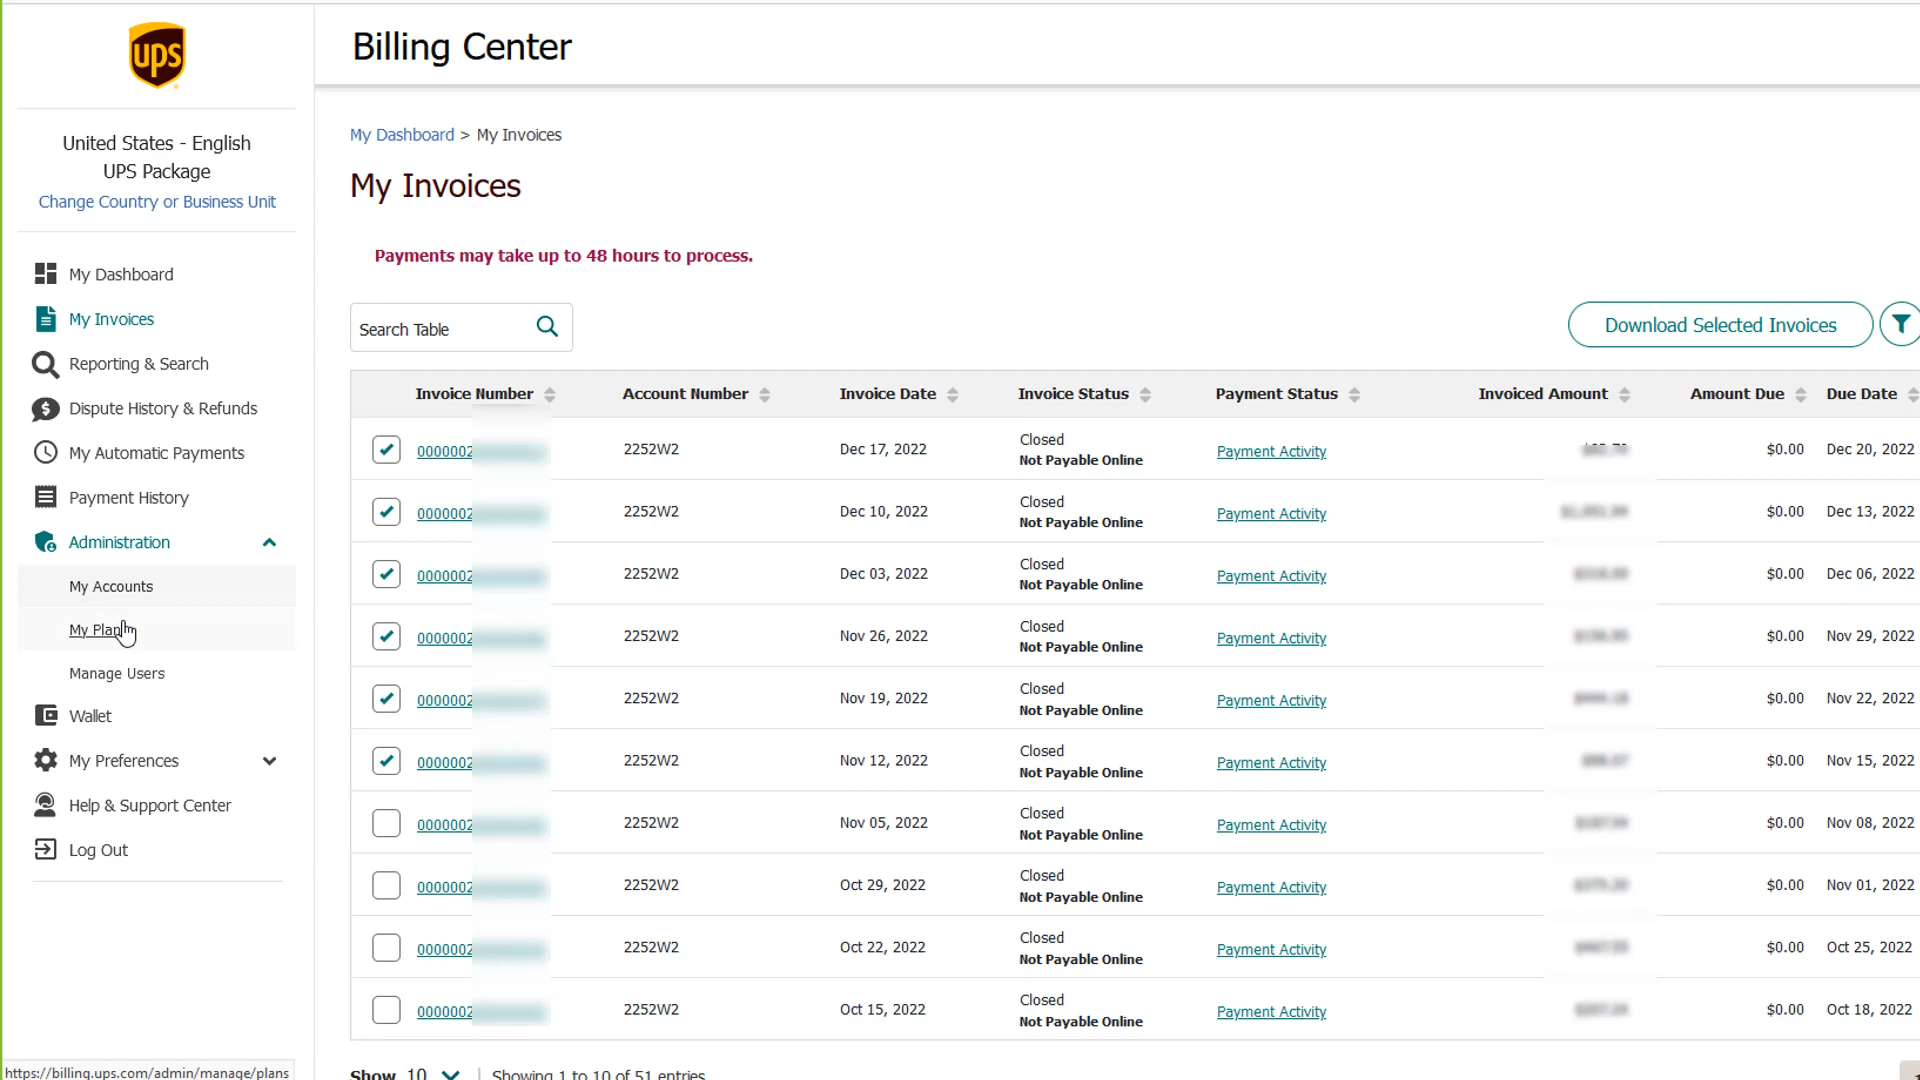 ups
Billing Center
United States - English
UPS Package
Change Country or Business Unit
My Dashboard
My Invoices
Reporting & Search
Dispute History & Refunds
My Automatic Payments
Payment History
Administration
My Accounts
My Plan
Manage Users
Wallet
My Preferences
Help & Support Center
Log Out
https://billing.ups.com/admin/manage/plans
My Dashboard > My Invoices
My Invoices
Payments may take up to 48 hours to process.
Search Table
Download Selected Invoices
Invoice Number Account Number Invoice Date Invoice Status Payment Status Invoiced Amount Amount Due Due Date
0000002 2252W2 Dec 17, 2022 Closed Payment Activity $0.00 Dec 20, 2022
Not Payable Online
0000002 2252W2 Dec 10, 2022 Closed Payment Activity $0.00 Dec 13, 2022
Not Payable Online
0000002 2252W2 Dec 03, 2022 Closed Payment Activity $0.00 Dec 06, 2022
Not Payable Online
0000002 2252W2 Nov 26, 2022 Closed Payment Activity $0.00 Nov 29, 2022
Not Payable Online
0000002 2252W2 Nov 19, 2022 Closed Payment Activity $0.00 Nov 22, 2022
Not Payable Online
0000002 2252W2 Nov 12, 2022 Closed Payment Activity $0.00 Nov 15, 2022
Not Payable Online
0000002 2252W2 Nov 05, 2022 Closed Payment Activity $0.00 Nov 08, 2022
Not Payable Online
0000002 2252W2 Oct 29, 2022 Closed Payment Activity $0.00 Nov 01, 2022
Not Payable Online
0000002 2252W2 Oct 22, 2022 Closed Payment Activity $0.00 Oct 25, 2022
Not Payable Online
0000002 2252W2 Oct 15, 2022 Closed Payment Activity $0.00 Oct 18, 2022
Not Payable Online
Show 10 | Showing 1 to 10 of 51 entries